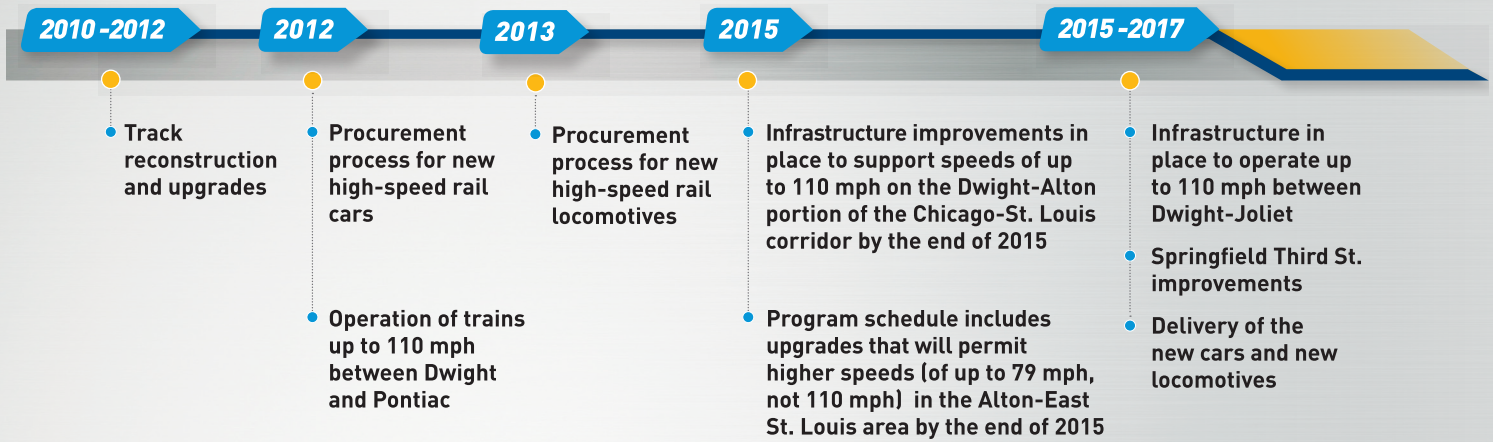 2010-2012
Track
reconstruction
and upgrades
2012
Procurement
process for new
high-speed rail
cars
Operation of trains
up to 110 mph
between Dwight
and Pontiac
2013
Procurement
process for new
high-speed rail
locomotives
2015
Infrastructure improvements in
place to support speeds of up
to 110 mph on the Dwight-Alton
portion of the Chicago-St. Louis
corridor by the end of 2015
Program schedule includes
upgrades that will permit
higher speeds (of up to 79 mph,
not 110 mph) in the Alton-East
St. Louis area by the end of 2015
2015-2017
Infrastructure in
place to operate up
to 110 mph between
Dwight-Joliet
Springfield Third St.
improvements
Delivery of the
new cars and new
locomotives